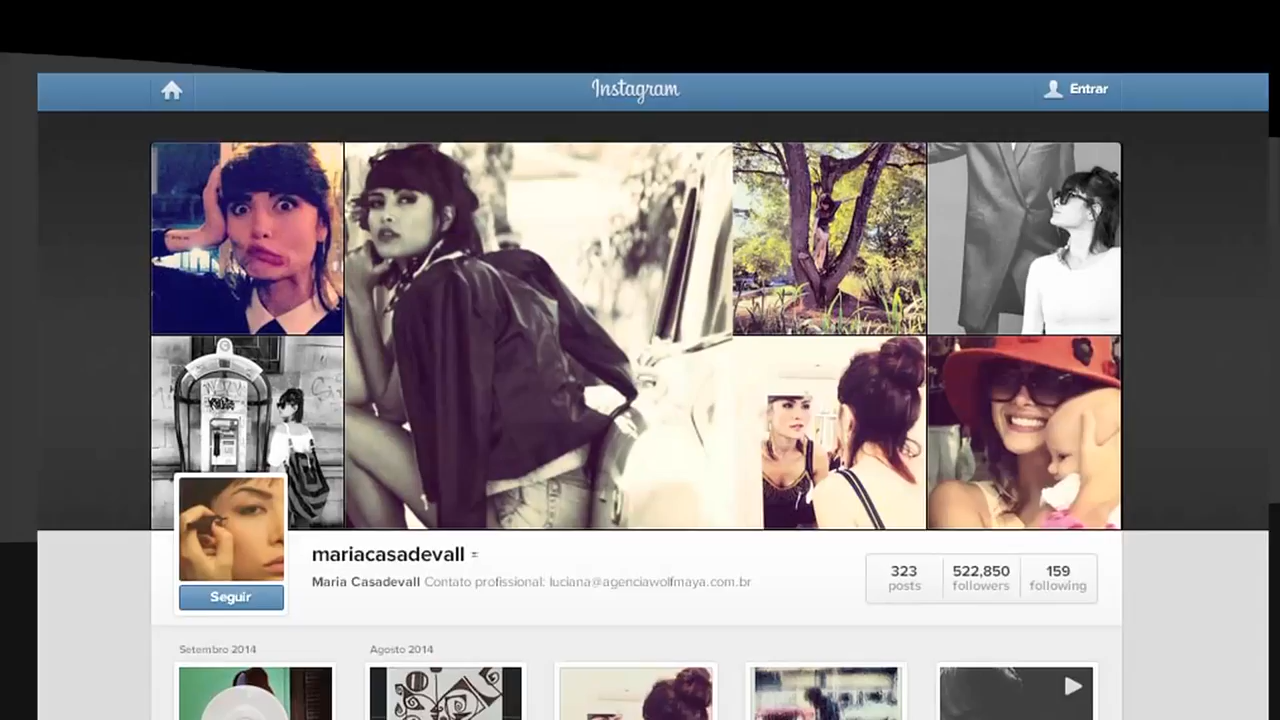 Instagram
Entrar
mariacasadevall
Maria Casadevall Contato profissional: luciana@agenciawolfmaya.com.br
Seguir
323
posts
522,850
followers
159
following
Setembro 2014
Agosto 2014